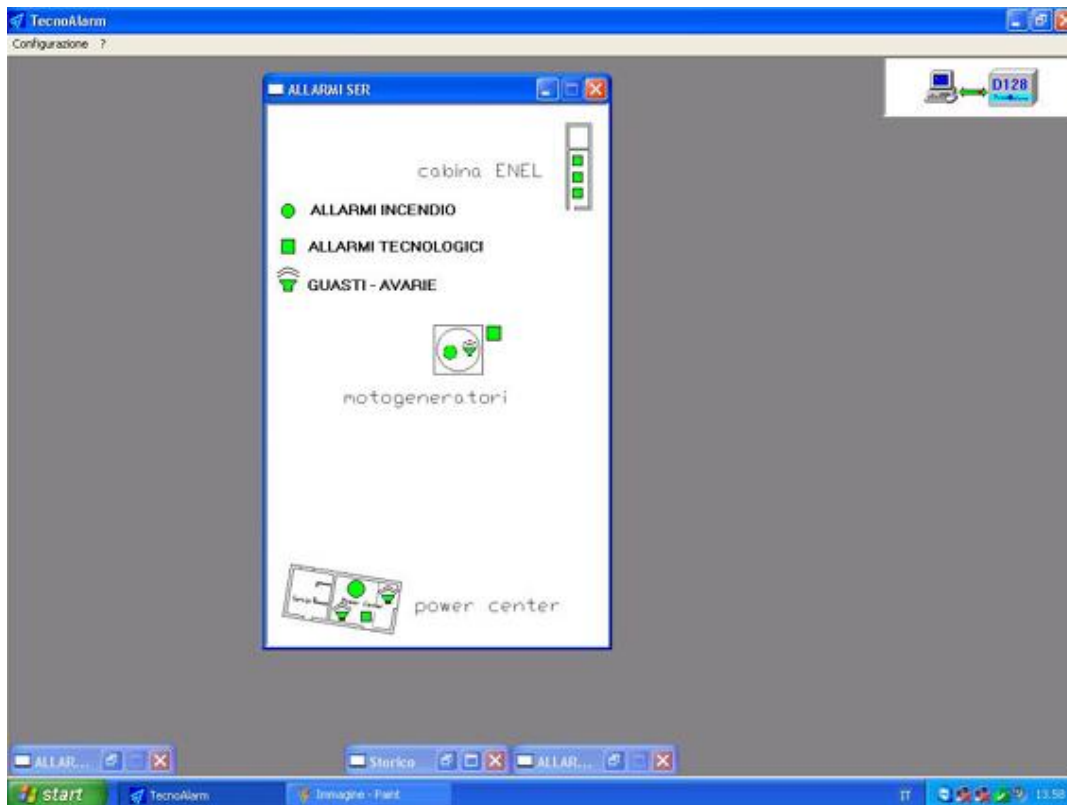 TecnoAlarm
Configurazione ?
D128
ALLARMI SER
cabina ENEL
ALLARMI INCENDIO
ALLARMI TECNOLOGICI
GUASTI - AVARIE
motogeneratori
power center
ALLAR...
Storico
ALLAR...
start
TecnoAlarm
Immagine - Paint
IT
13.58